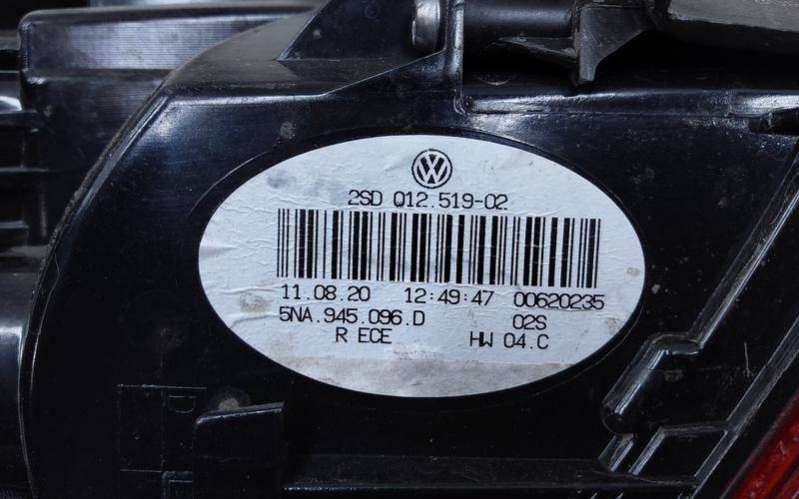 2SD 012.519-02
11.08.20 12:49:47 00620235
5NA.945.096.D 02S
R ECE HW 04.C